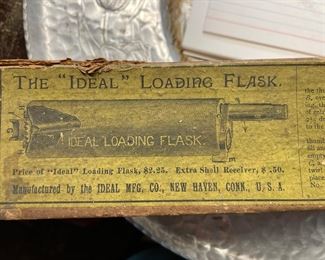 THE "IDEAL" LOADING FLASK.
IDEAL LOADING FLASK.
Price of "Ideal" Loading Flask, $2.25. Extra Shell Receiver, $ .50.
Manufactured by the IDEAL MFG. CO., NEW HAVEN, CONN., U. S. A.